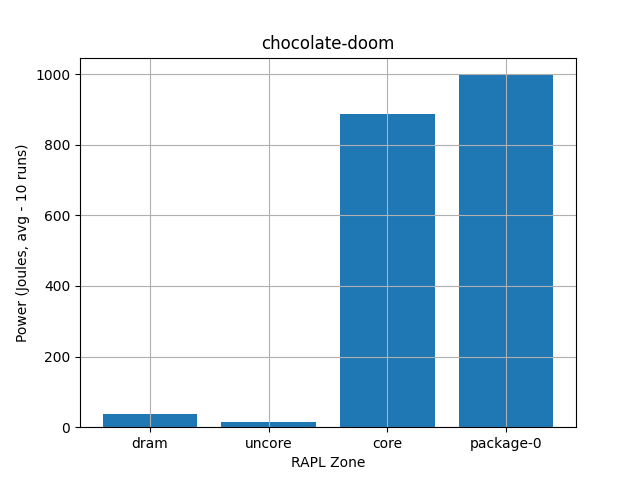 chocolate-doom
Power (Joules, avg - 10 runs)
1000
800
600
400
200
0
dram uncore core package-0
RAPL Zone